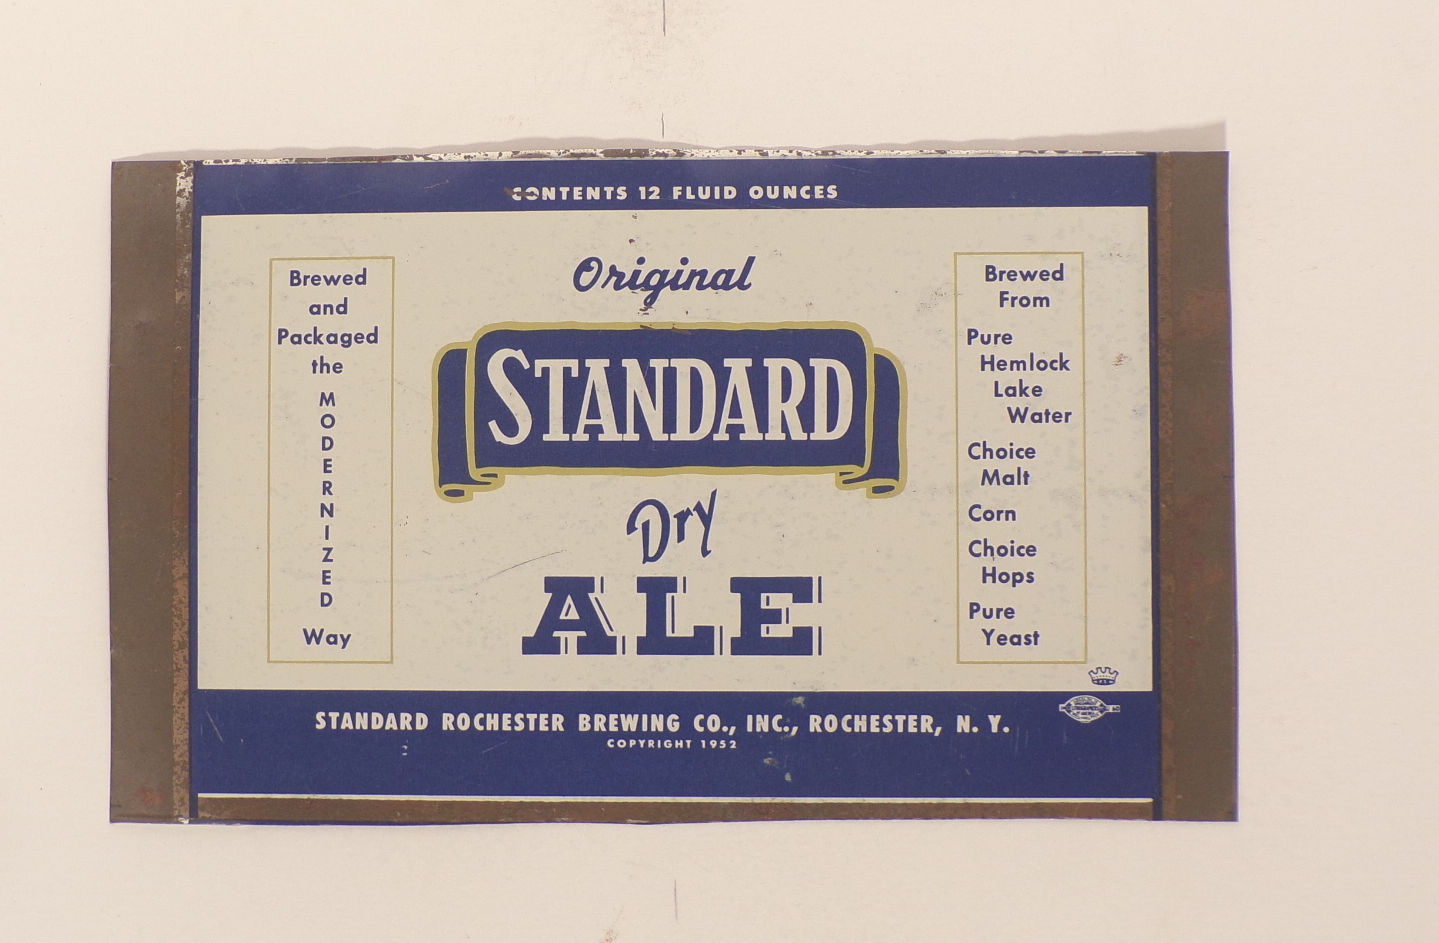 CONTENTS 12 FLUID OUNCES
Brewed
and
Packaged
the
M
O
D
E
R
N
I
Z
E
D
Way
Original
STANDARD
Dry
ALE
Brewed
From
Pure
Hemlock
Lake
Water
Choice
Malt
Corn
Choice
Hops
Pure
Yeast
STANDARD ROCHESTER BREWING CO., INC., ROCHESTER, N. Y.
COPYRIGHT 1952